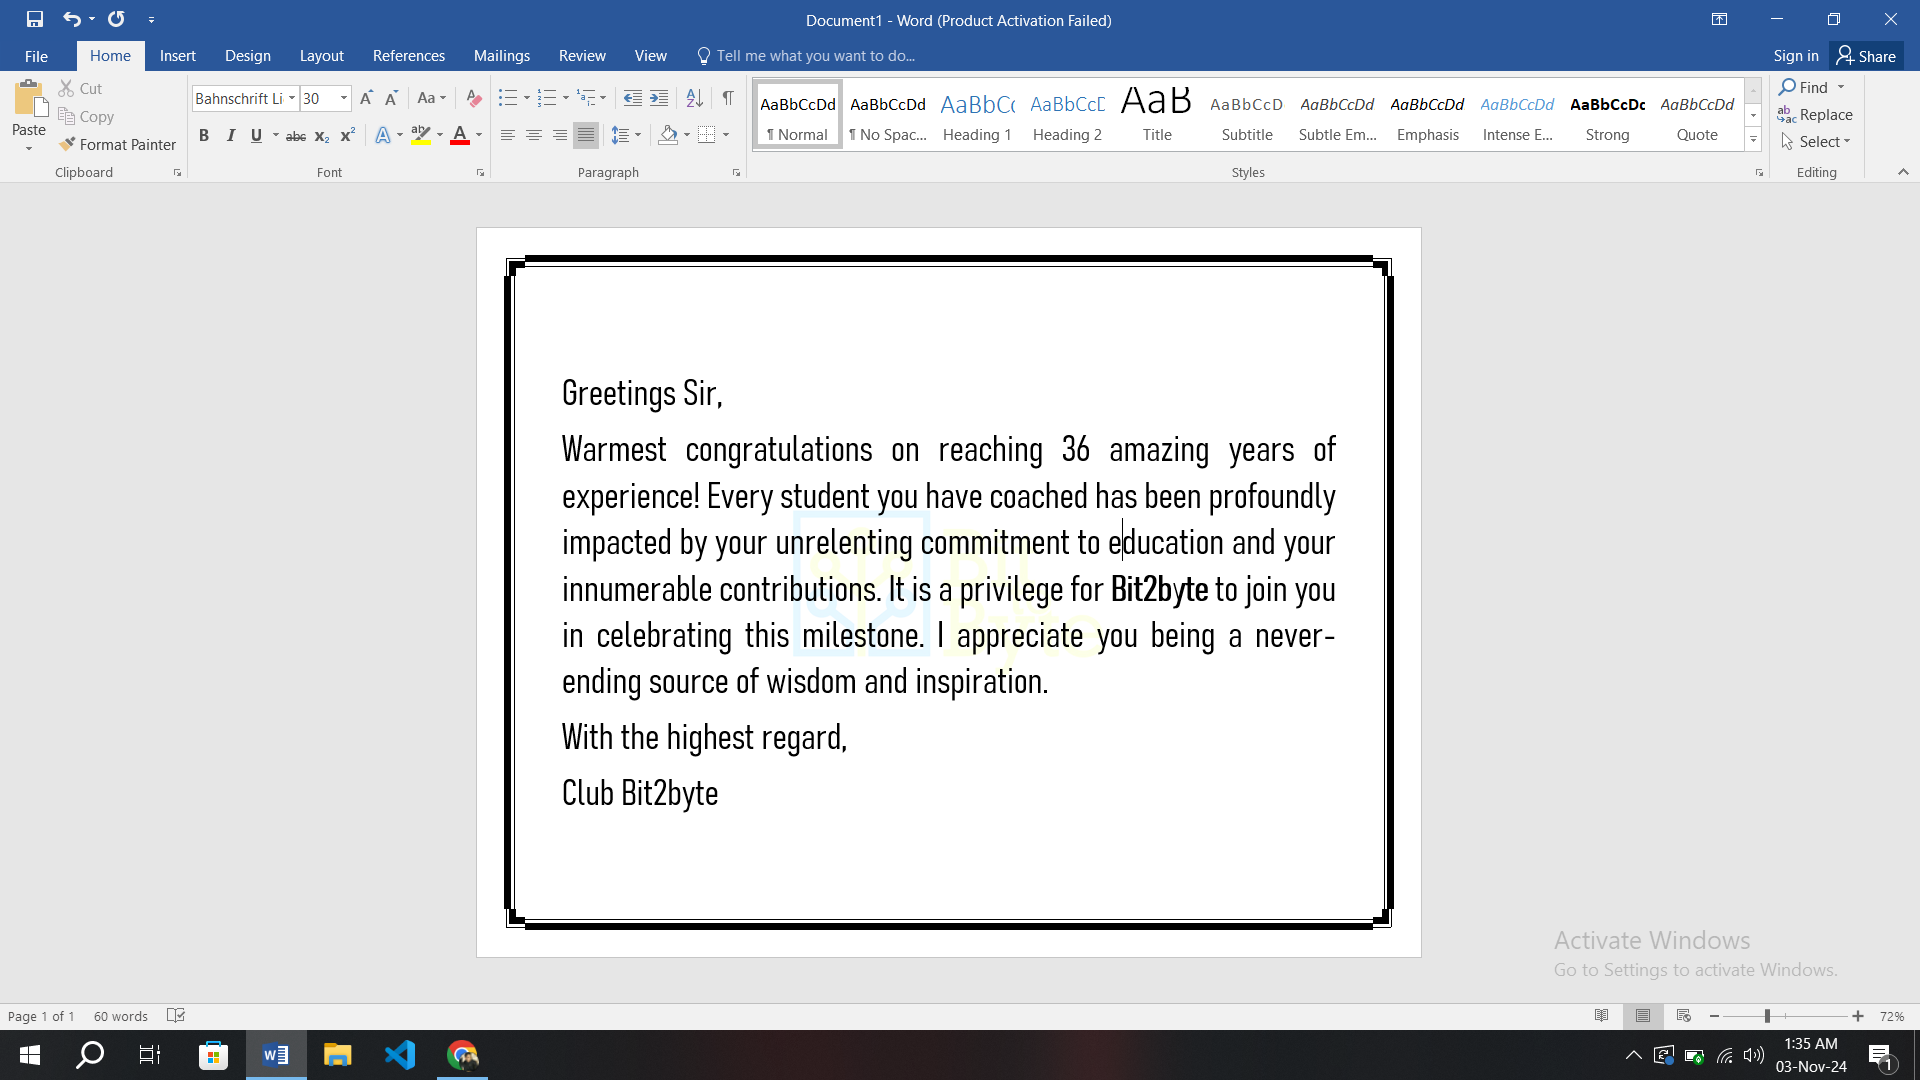 Document1 - Word (Product Activation Failed)
File Home Insert Design Layout References Mailings Review View Tell me what you want to do... Sign in Share
Paste Cut Copy Format Painter
Clipboard
Bahnschrift Li 30
Font
Paragraph
AaBbCcDd AaBbCcDd AaBbCc AaBbCcD AaB AaBbCcD AaBbCcDd AaBbCcDd AaBbCcDd AaBbCcDc AaBbCcDd
¶ Normal ¶ No Spac... Heading 1 Heading 2 Title Subtitle Subtle Em... Emphasis Intense E... Strong Quote
Styles
Find
Replace
Select
Editing
Greetings Sir,
Warmest congratulations on reaching 36 amazing years of
experience! Every student you have coached has been profoundly
impacted by your unrelenting commitment to education and your
innumerable contributions. It is a privilege for Bit2byte to join you
in celebrating this milestone. I appreciate you being a never-
ending source of wisdom and inspiration.
With the highest regard,
Club Bit2byte
Activate Windows
Go to Settings to activate Windows.
Page 1 of 1 60 words 72%
1:35 AM
03-Nov-24
1